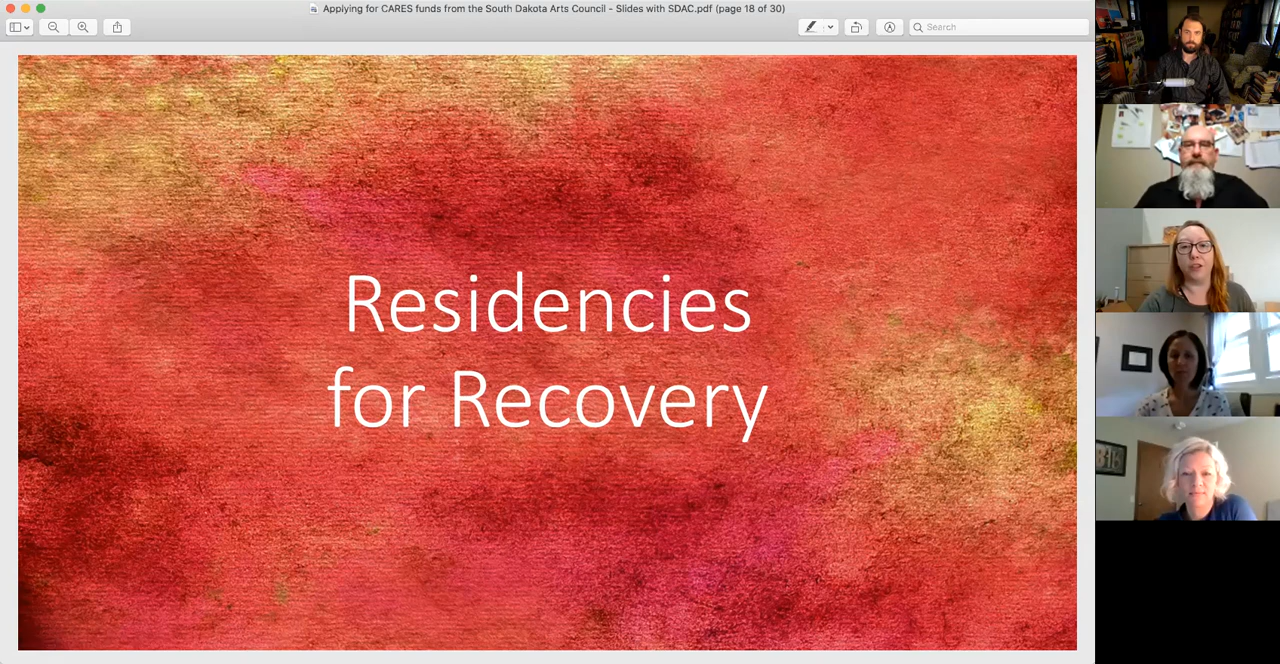 Applying for CARES funds from the South Dakota Arts Council - Slides with SDAC.pdf (page 18 of 30)
Search
Residencies
for Recovery